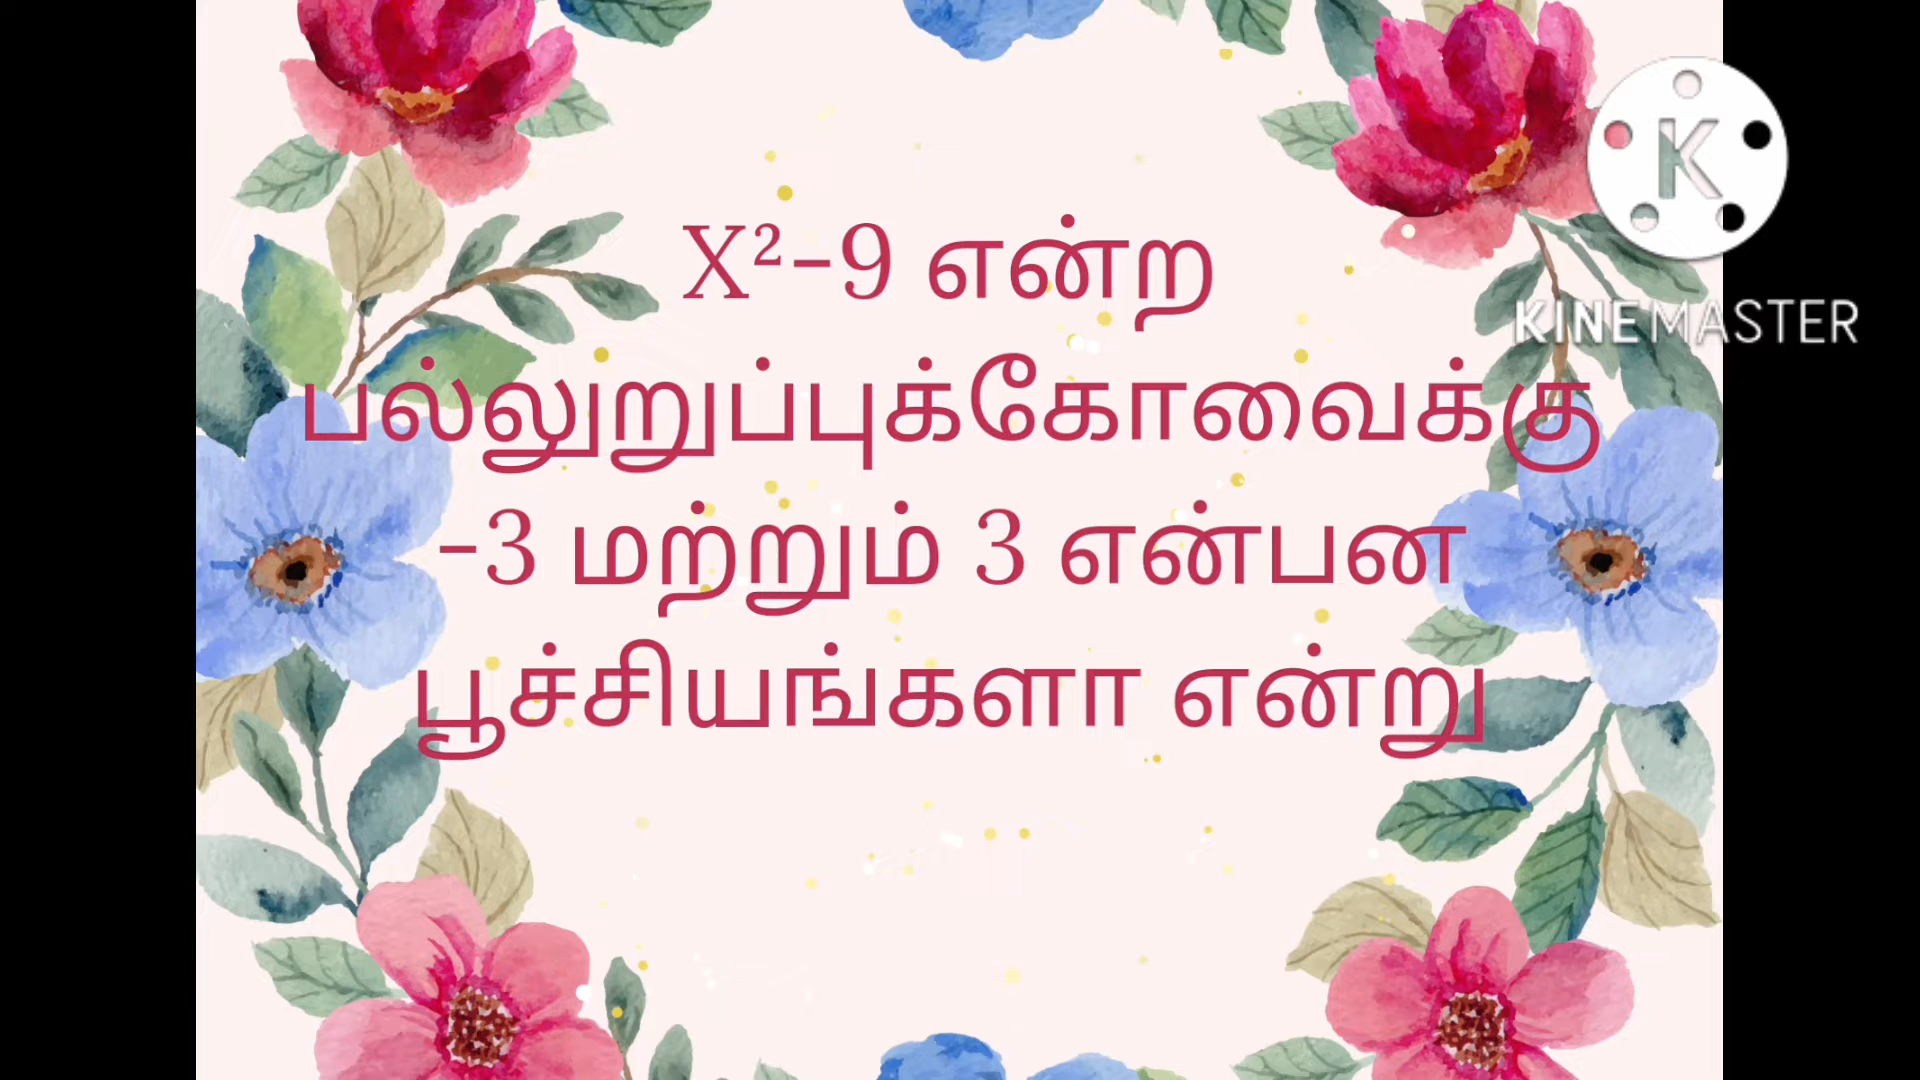 X²-9 என்ற
பல்லுறுப்புக்கோவைக்கு
-3 மற்றும் 3 என்பன
பூச்சியங்களா என்று
K
KINEMASTER